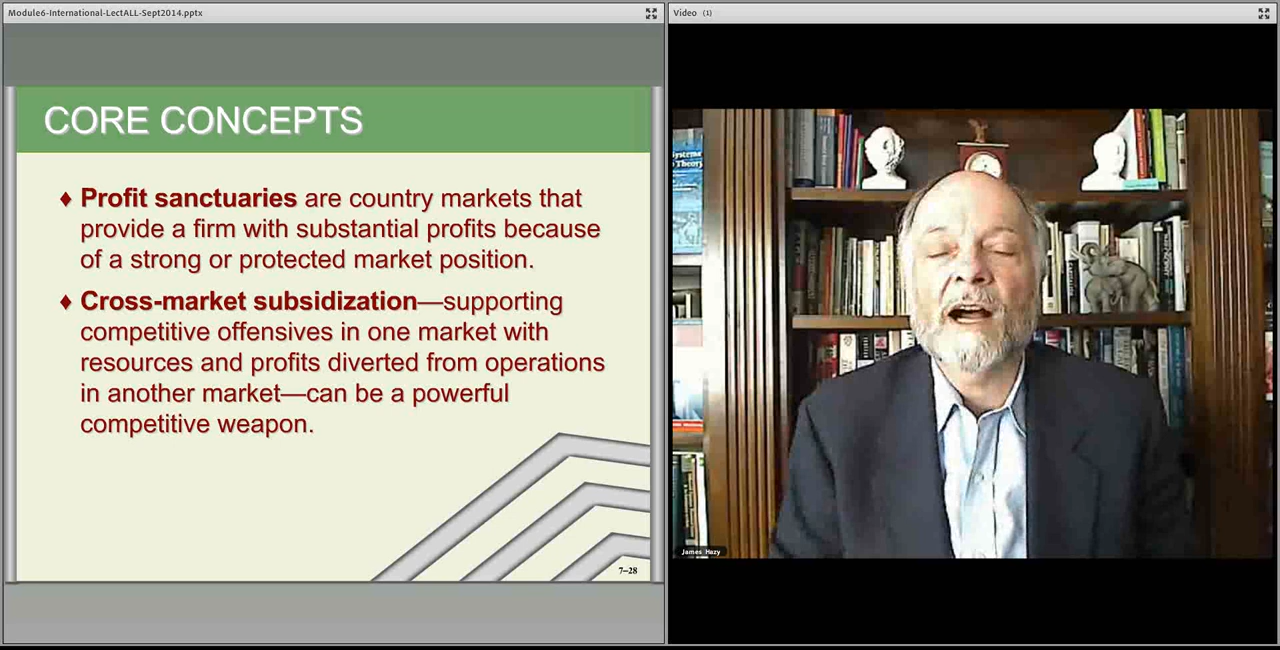 Module6-International-LectALL-Sept2014.pptx
Video (1)
CORE CONCEPTS
♦ Profit sanctuaries are country markets that
provide a firm with substantial profits because
of a strong or protected market position.
♦ Cross-market subsidization—supporting
competitive offensives in one market with
resources and profits diverted from operations
in another market—can be a powerful
competitive weapon.
7–28
Systems
Theory
James Hazy